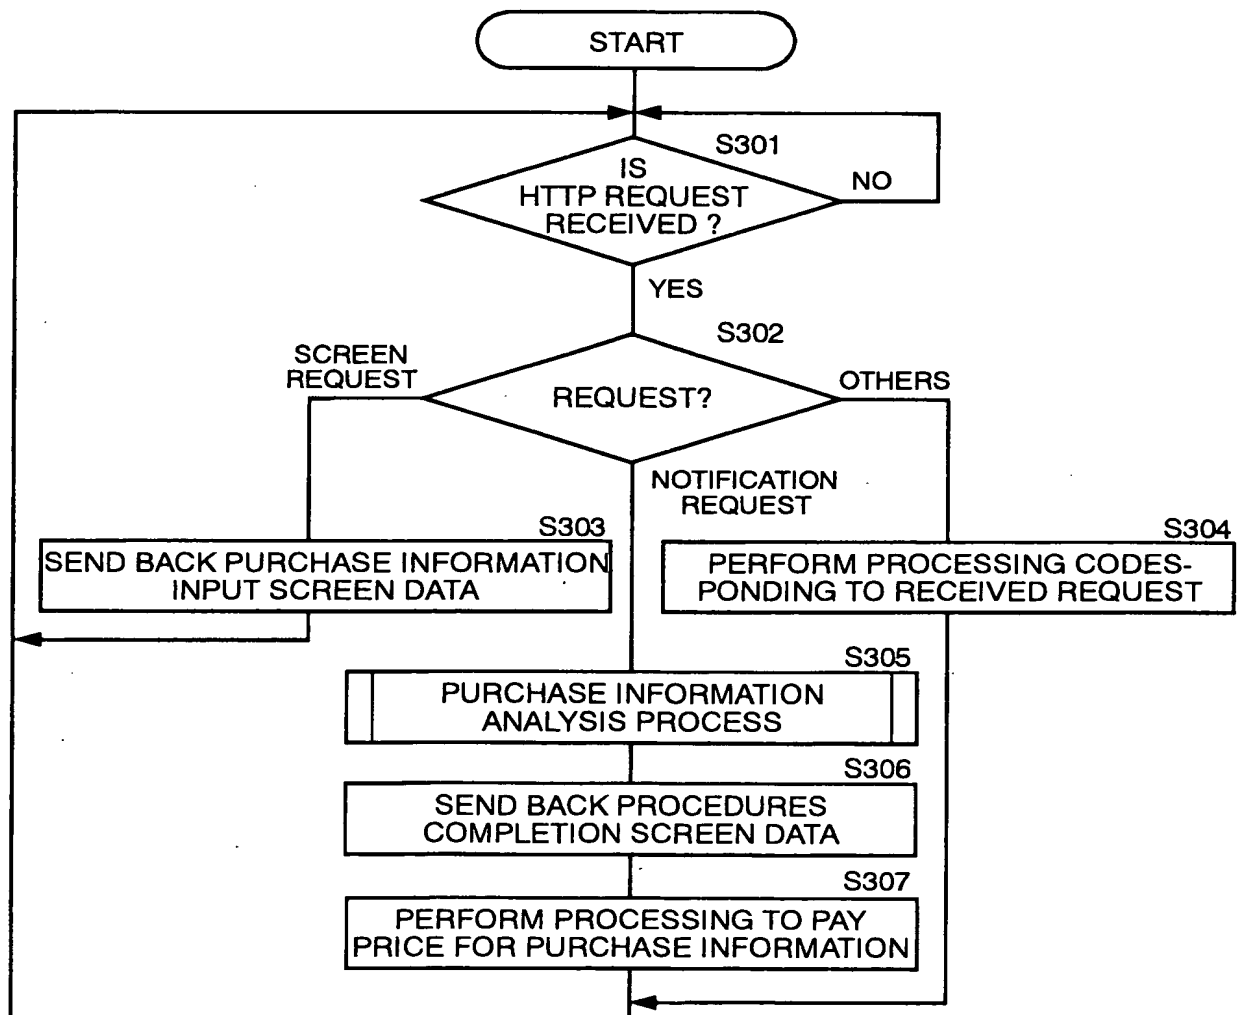 START
S301
IS
HTTP REQUEST
RECEIVED ?
NO
YES
S302
SCREEN
REQUEST
REQUEST?
OTHERS
NOTIFICATION
REQUEST
S303
SEND BACK PURCHASE INFORMATION
INPUT SCREEN DATA
S304
PERFORM PROCESSING CODES-
PONDING TO RECEIVED REQUEST
S305
PURCHASE INFORMATION
ANALYSIS PROCESS
S306
SEND BACK PROCEDURES
COMPLETION SCREEN DATA
S307
PERFORM PROCESSING TO PAY
PRICE FOR PURCHASE INFORMATION